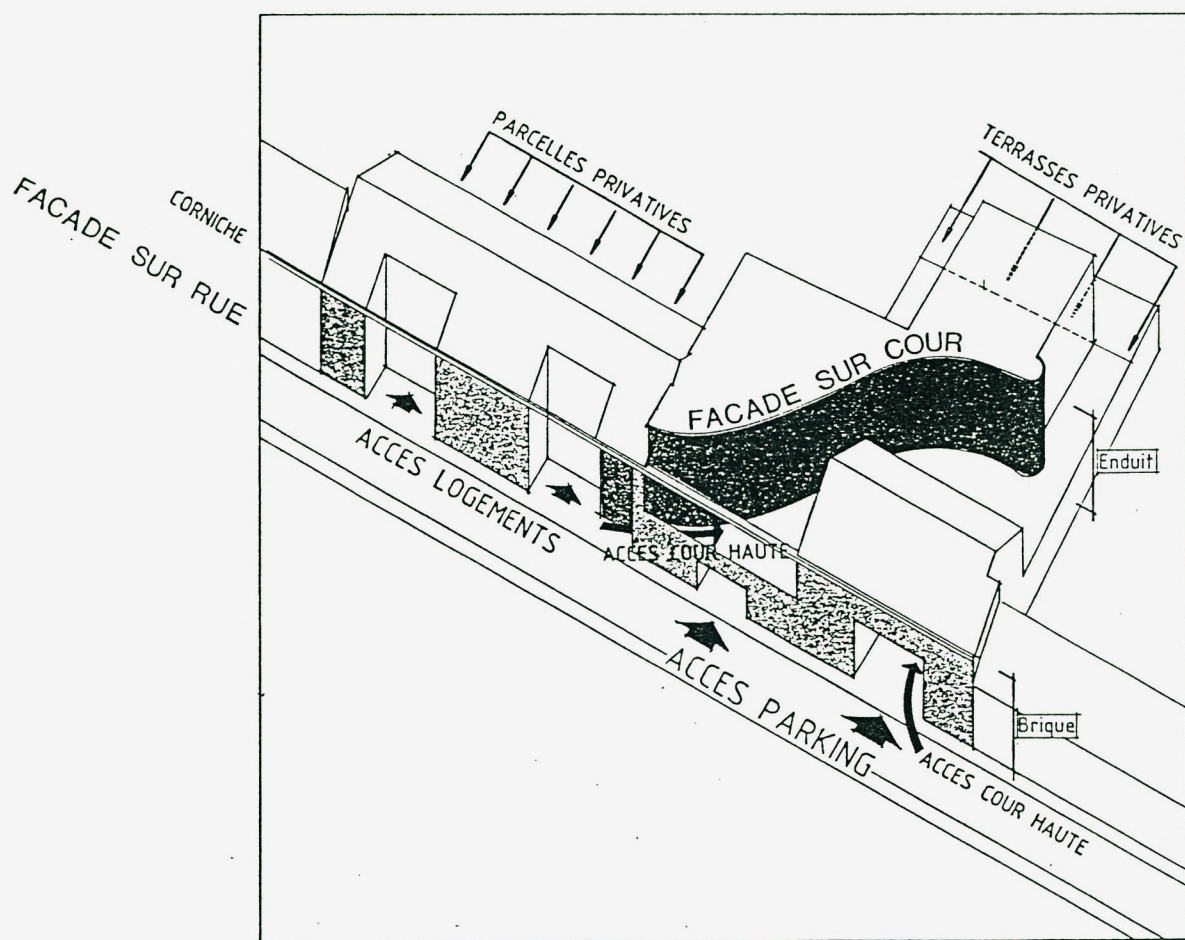 PARCELLES PRIVATIVES
TERRASSES PRIVATIVES
CORNICHE
FACADE SUR RUE
FACADE SUR COUR
Enduit
ACCES LOGEMENTS
ACCES COUR HAUTE
ACCES PARKING
Brique
ACCES COUR HAUTE